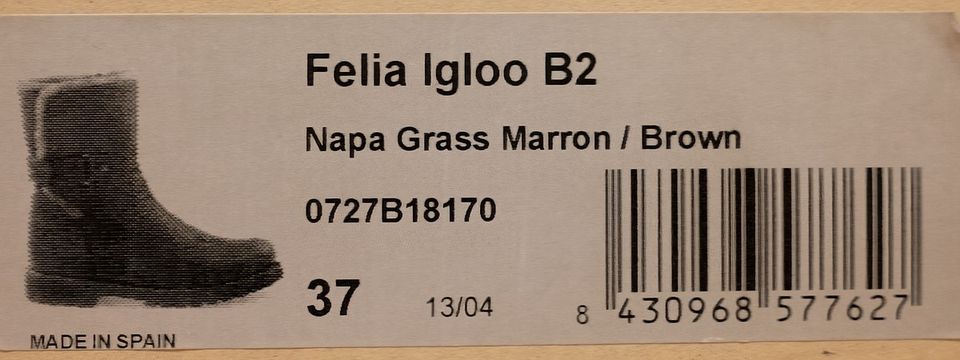 Felia Igloo B2
Napa Grass Marron / Brown
0727B18170
37 13/04
8 430968 577627
MADE IN SPAIN